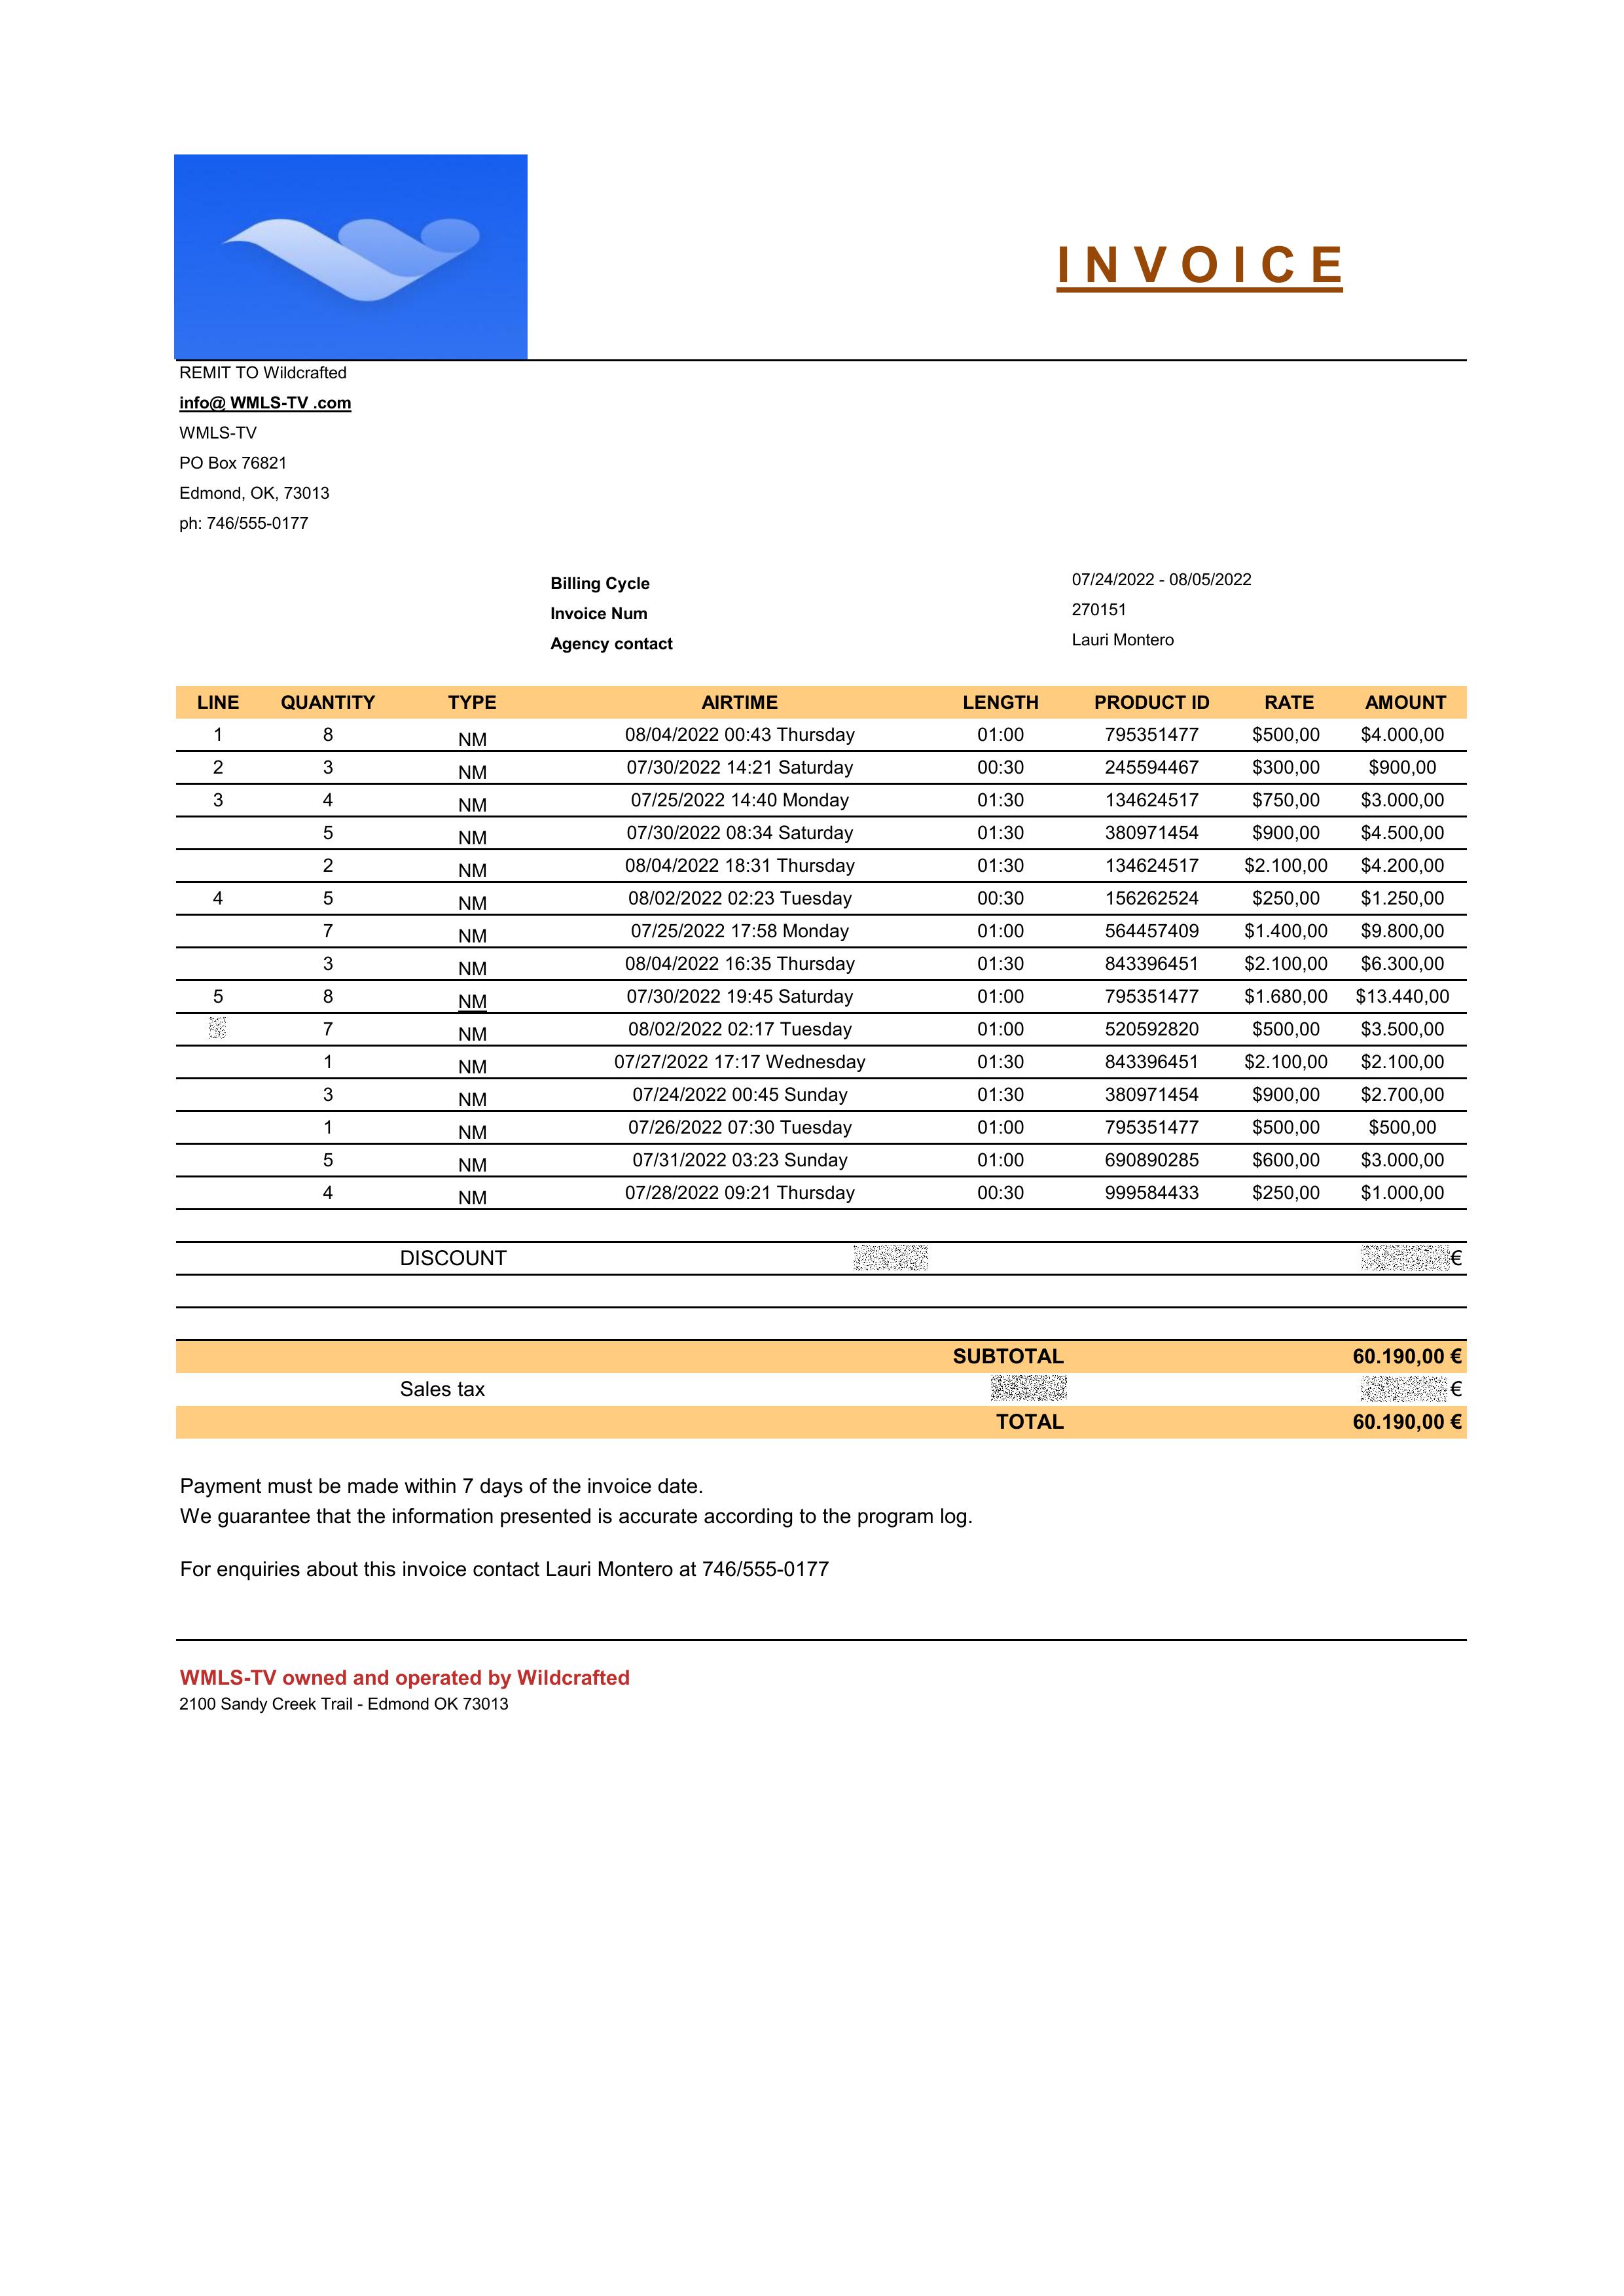 INVOICE
REMIT TO Wildcrafted
info@ WMLS-TV .com
WMLS-TV
PO Box 76821
Edmond, OK, 73013
ph: 746/555-0177
Billing Cycle 07/24/2022 - 08/05/2022
Invoice Num 270151
Agency contact Lauri Montero
LINE QUANTITY TYPE AIRTIME LENGTH PRODUCT ID RATE AMOUNT
1 8 NM 08/04/2022 00:43 Thursday 01:00 795351477 $500,00 $4.000,00
2 3 NM 07/30/2022 14:21 Saturday 00:30 245594467 $300,00 $900,00
3 4 NM 07/25/2022 14:40 Monday 01:30 134624517 $750,00 $3.000,00
5 NM 07/30/2022 08:34 Saturday 01:30 380971454 $900,00 $4.500,00
2 NM 08/04/2022 18:31 Thursday 01:30 134624517 $2.100,00 $4.200,00
4 5 NM 08/02/2022 02:23 Tuesday 00:30 156262524 $250,00 $1.250,00
7 NM 07/25/2022 17:58 Monday 01:00 564457409 $1.400,00 $9.800,00
3 NM 08/04/2022 16:35 Thursday 01:30 843396451 $2.100,00 $6.300,00
5 8 NM 07/30/2022 19:45 Saturday 01:00 795351477 $1.680,00 $13.440,00
7 NM 08/02/2022 02:17 Tuesday 01:00 520592820 $500,00 $3.500,00
1 NM 07/27/2022 17:17 Wednesday 01:30 843396451 $2.100,00 $2.100,00
3 NM 07/24/2022 00:45 Sunday 01:30 380971454 $900,00 $2.700,00
1 NM 07/26/2022 07:30 Tuesday 01:00 795351477 $500,00 $500,00
5 NM 07/31/2022 03:23 Sunday 01:00 690890285 $600,00 $3.000,00
4 NM 07/28/2022 09:21 Thursday 00:30 999584433 $250,00 $1.000,00
DISCOUNT €
SUBTOTAL 60.190,00 €
Sales tax €
TOTAL 60.190,00 €
Payment must be made within 7 days of the invoice date.
We guarantee that the information presented is accurate according to the program log.
For enquiries about this invoice contact Lauri Montero at 746/555-0177
WMLS-TV owned and operated by Wildcrafted
2100 Sandy Creek Trail - Edmond OK 73013